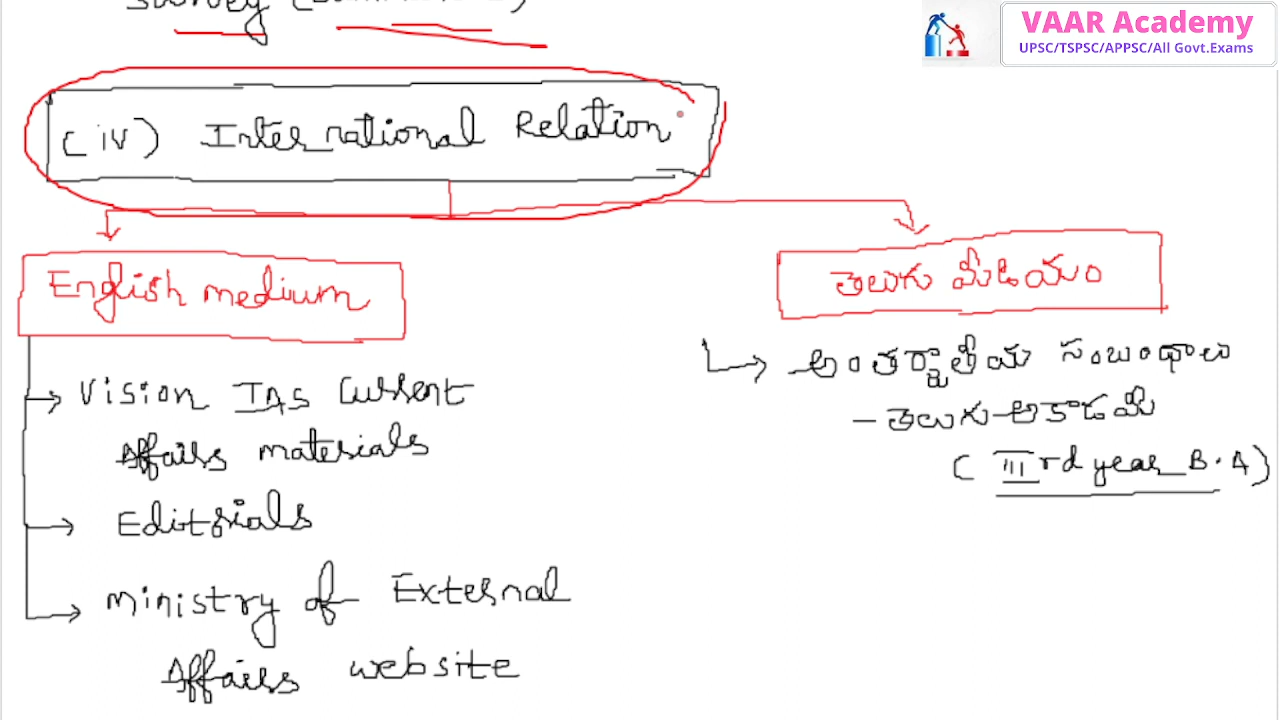 survey
VAAR Academy
UPSC/TSPSC/APPSC/All Govt.Exams
(iv) International Relation
English medium
Vision IAS Current
Affairs materials
Editorials
Ministry of External
Affairs website
తెలుగు మీడియం
అంతర్జాతీయ సంబంధాలు
- తెలుగు అకాడమీ
( IIIrd year B.A)